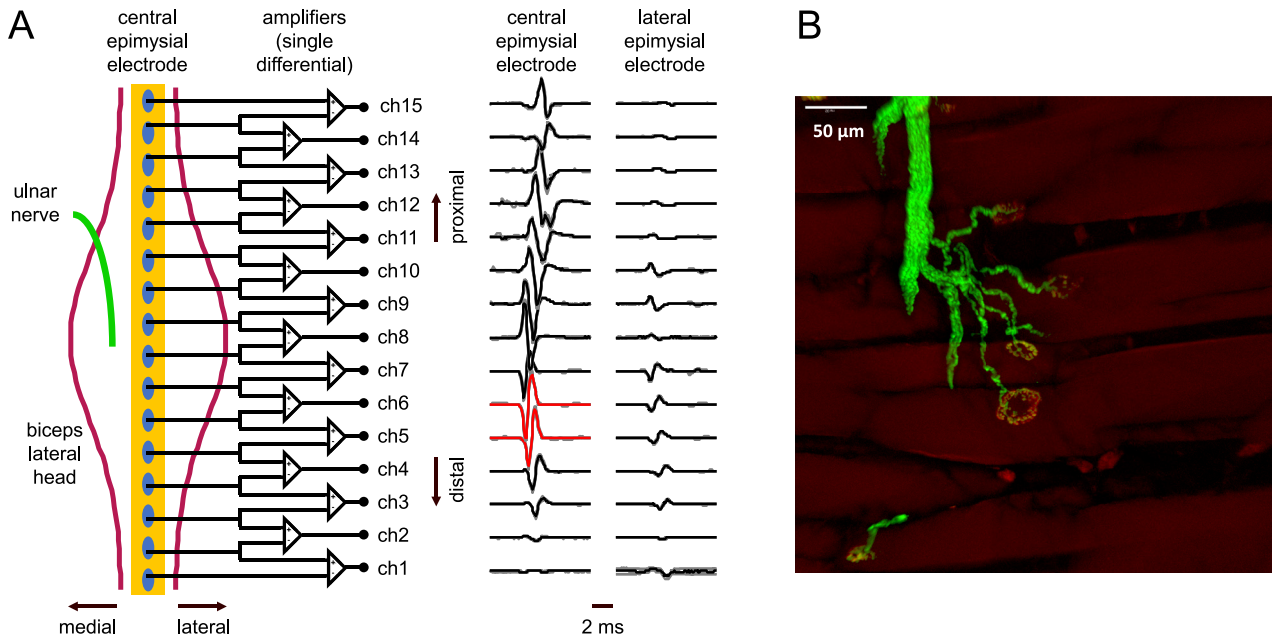 A
central
epimysial
electrode
amplifiers
(single
differential)
central
epimysial
electrode
lateral
epimysial
electrode
B
ch15
ch14
ch13
ch12
ch11
ch10
ch9
ch8
ch7
ch6
ch5
ch4
ch3
ch2
ch1
ulnar
nerve
biceps
lateral
head
proximal
distal
medial
lateral
2 ms
50 µm